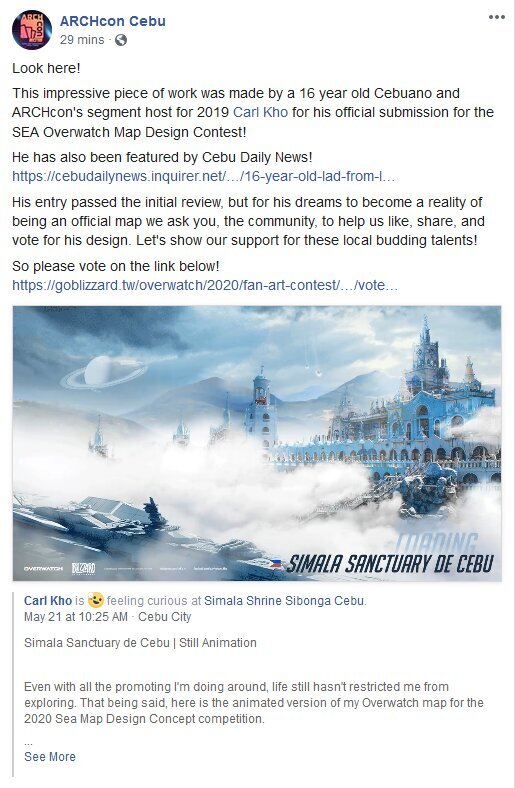 ARCH
CON
ARCHcon Cebu
29 mins ·
Look here!
This impressive piece of work was made by a 16 year old Cebuano and
ARCHcon's segment host for 2019 Carl Kho for his official submission for the
SEA Overwatch Map Design Contest!
He has also been featured by Cebu Daily News!
https://cebudailynews.inquirer.net/…/16-year-old-lad-from-l…
His entry passed the initial review, but for his dreams to become a reality of
being an official map we ask you, the community, to help us like, share, and
vote for his design. Let's show our support for these local budding talents!
So please vote on the link below!
https://goblizzard.tw/overwatch/2020/fan-art-contest/…/vote…
LOADING
SIMALA SANCTUARY DE CEBU
OVERWATCH BLIZZARD
Carl Kho is feeling curious at Simala Shrine Sibonga Cebu.
May 21 at 10:25 AM · Cebu City
Simala Sanctuary de Cebu | Still Animation
Even with all the promoting I'm doing around, life still hasn't restricted me from
exploring. That being said, here is the animated version of my Overwatch map for the
2020 Sea Map Design Concept competition.
...
See More